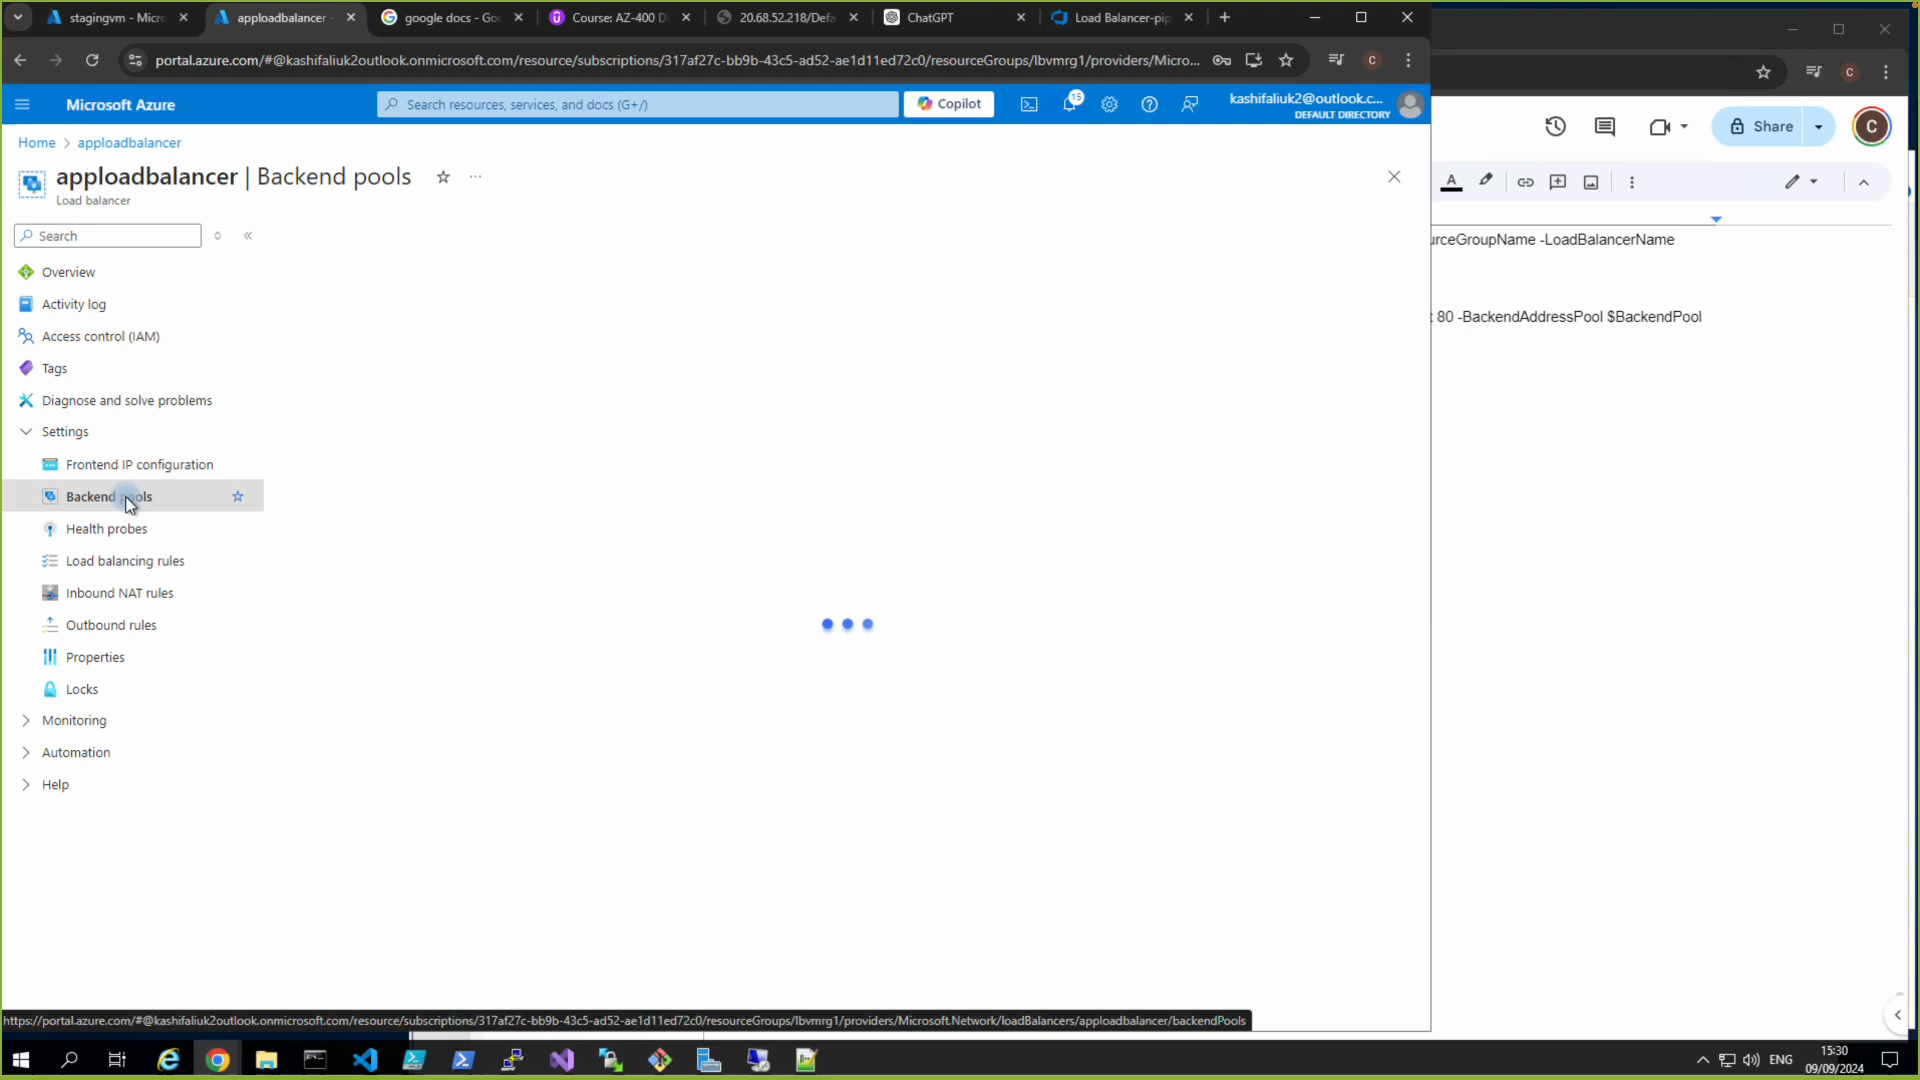 stagingvm - Micro
apploadbalancer -
google docs - Goo
Course: AZ-400 D
20.68.52.218/Defa
ChatGPT
Load Balancer-pip
portal.azure.com/#@kashifaliuk2outlook.onmicrosoft.com/resource/subscriptions/317af27c-bb9b-43c5-ad52-ae1d11ed72c0/resourceGroups/lbvmrg1/providers/Micro...
C
C
Microsoft Azure
Search resources, services, and docs (G+/)
Copilot
15
kashifaliuk2@outlook.c...
DEFAULT DIRECTORY
Share
C
Home > apploadbalancer
apploadbalancer | Backend pools
Load balancer
Search
Overview
Activity log
Access control (IAM)
Tags
Diagnose and solve problems
Settings
Frontend IP configuration
Backend pools
Health probes
Load balancing rules
Inbound NAT rules
Outbound rules
Properties
Locks
Monitoring
Automation
Help
urceGroupName -LoadBalancerName
t 80 -BackendAddressPool $BackendPool
https://portal.azure.com/#@kashifaliuk2outlook.onmicrosoft.com/resource/subscriptions/317af27c-bb9b-43c5-ad52-ae1d11ed72c0/resourceGroups/lbvmrg1/providers/Microsoft.Network/loadBalancers/apploadbalancer/backendPools
ENG
15:30
09/09/2024